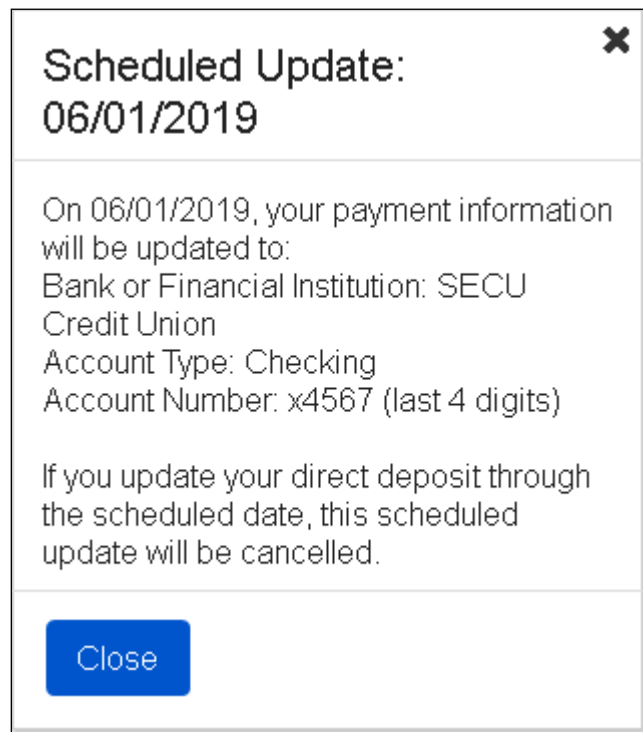 Scheduled Update:
06/01/2019
On 06/01/2019, your payment information
will be updated to:
Bank or Financial Institution: SECU
Credit Union
Account Type: Checking
Account Number: x4567 (last 4 digits)
If you update your direct deposit through
the scheduled date, this scheduled
update will be cancelled.
Close